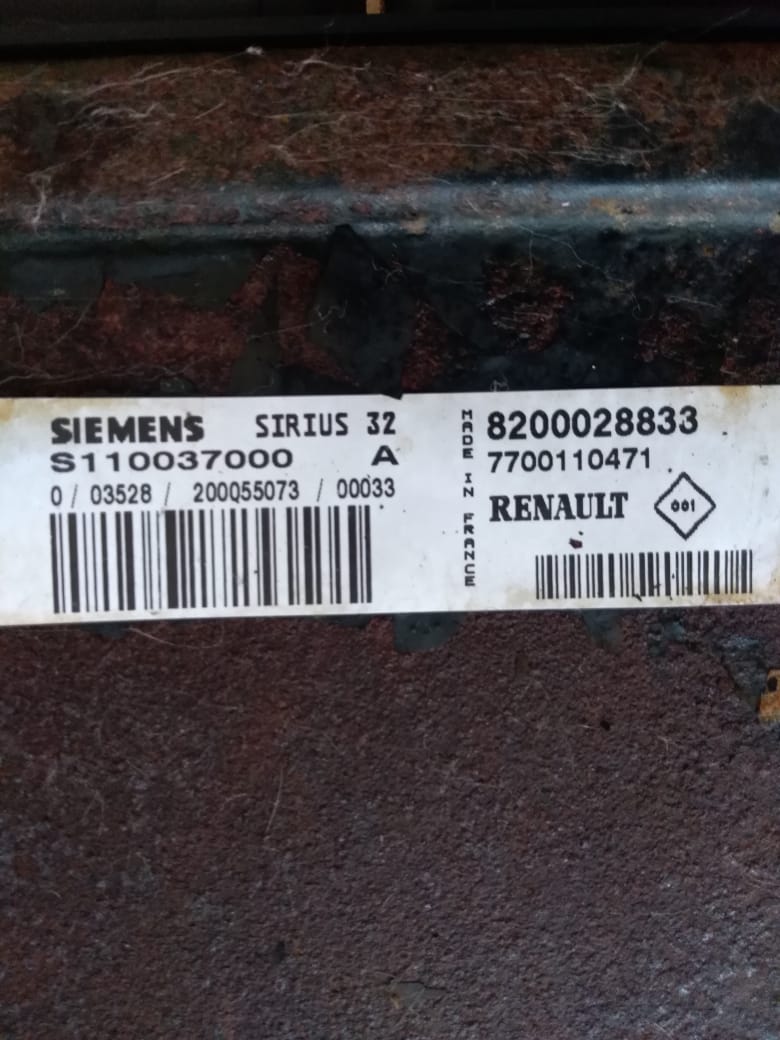 SIEMENS SIRIUS 32
S110037000 A
0 / 03528 / 200055073 / 00033
MADE IN FRANCE
8200028833
7700110471
RENAULT 001